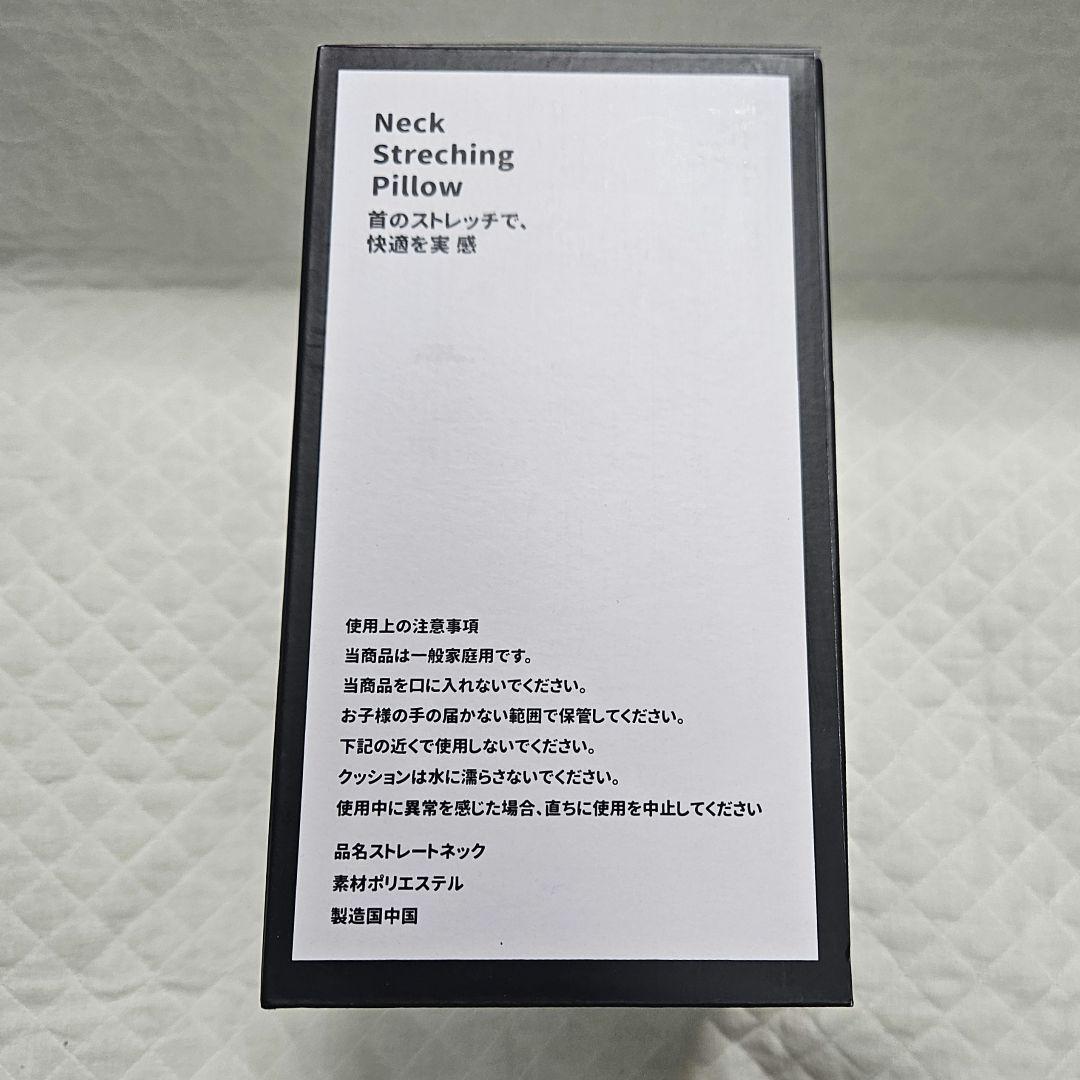 Neck
Streching
Pillow
首のストレッチで、
快適を実 感
使用上の注意事項
当商品は一般家庭用です。
当商品を口に入れないでください。
お子様の手の届かない範囲で保管してください。
下記の近くで使用しないでください。
クッションは水に濡らさないでください。
使用中に異常を感じた場合、直ちに使用を中止してください
品名ストレートネック
素材ポリエステル
製造国中国